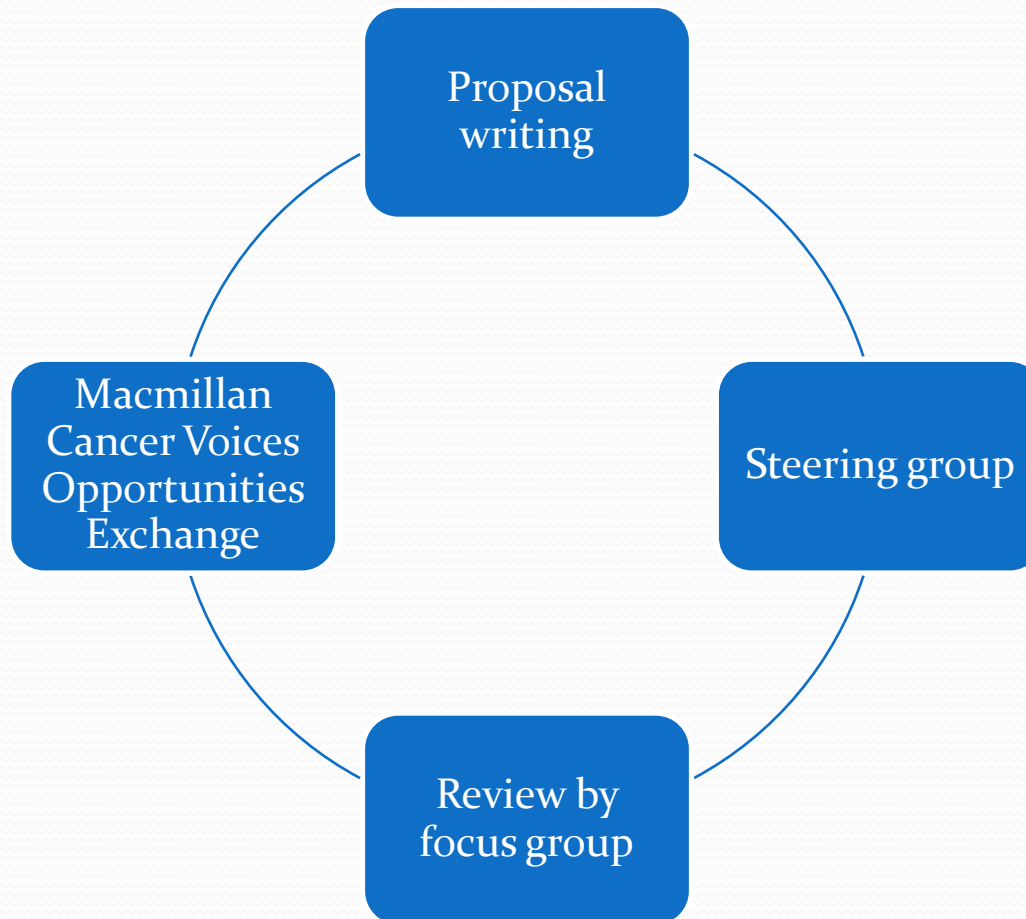 Proposal
writing
Macmillan
Cancer Voices
Opportunities
Exchange
Steering group
Review by
focus group